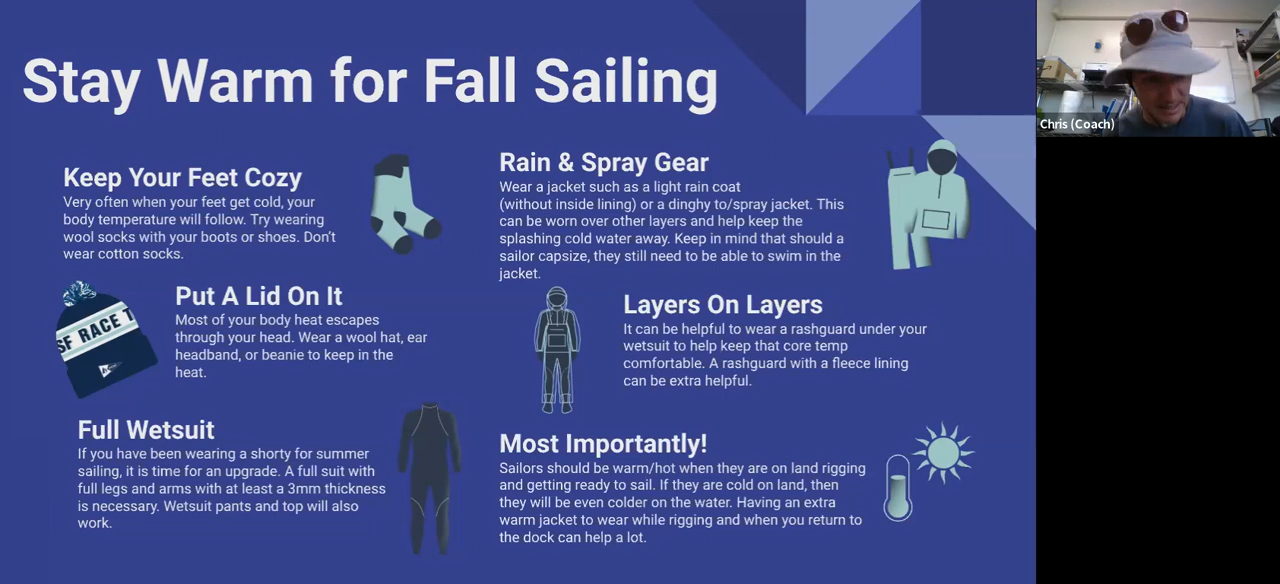 Stay Warm for Fall Sailing
Keep Your Feet Cozy
Very often when your feet get cold, your
body temperature will follow. Try wearing
wool socks with your boots or shoes. Don't
wear cotton socks.
Rain & Spray Gear
Wear a jacket such as a light rain coat
(without inside lining) or a dinghy to/spray jacket. This
can be worn over other layers and help keep the
splashing cold water away. Keep in mind that should a
sailor capsize, they still need to be able to swim in the
jacket.
SF RACE T
Put A Lid On It
Most of your body heat escapes
through your head. Wear a wool hat, ear
headband, or beanie to keep in the
heat.
Layers On Layers
It can be helpful to wear a rashguard under your
wetsuit to help keep that core temp
comfortable. A rashguard with a fleece lining
can be extra helpful.
Full Wetsuit
If you have been wearing a shorty for summer
sailing, it is time for an upgrade. A full suit with
full legs and arms with at least a 3mm thickness
is necessary. Wetsuit pants and top will also
work.
Most Importantly!
Sailors should be warm/hot when they are on land rigging
and getting ready to sail. If they are cold on land, then
they will be even colder on the water. Having an extra
warm jacket to wear while rigging and when you return to
the dock can help a lot.
Chris (Coach)